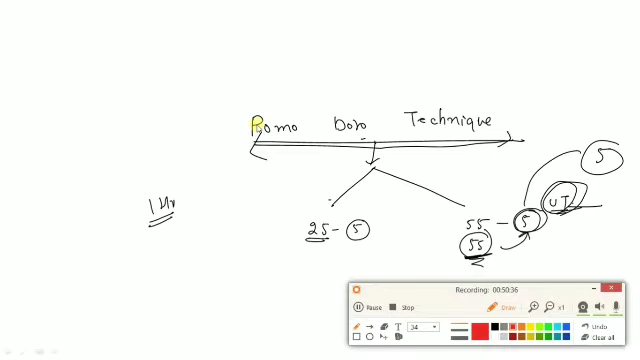 Pomo Doro Technique
5
1 Hr
UT
25 - 5
55 - 5
55
Recording: 00:50:36
Pause Stop Draw x1
T 34 Undo
Clear all